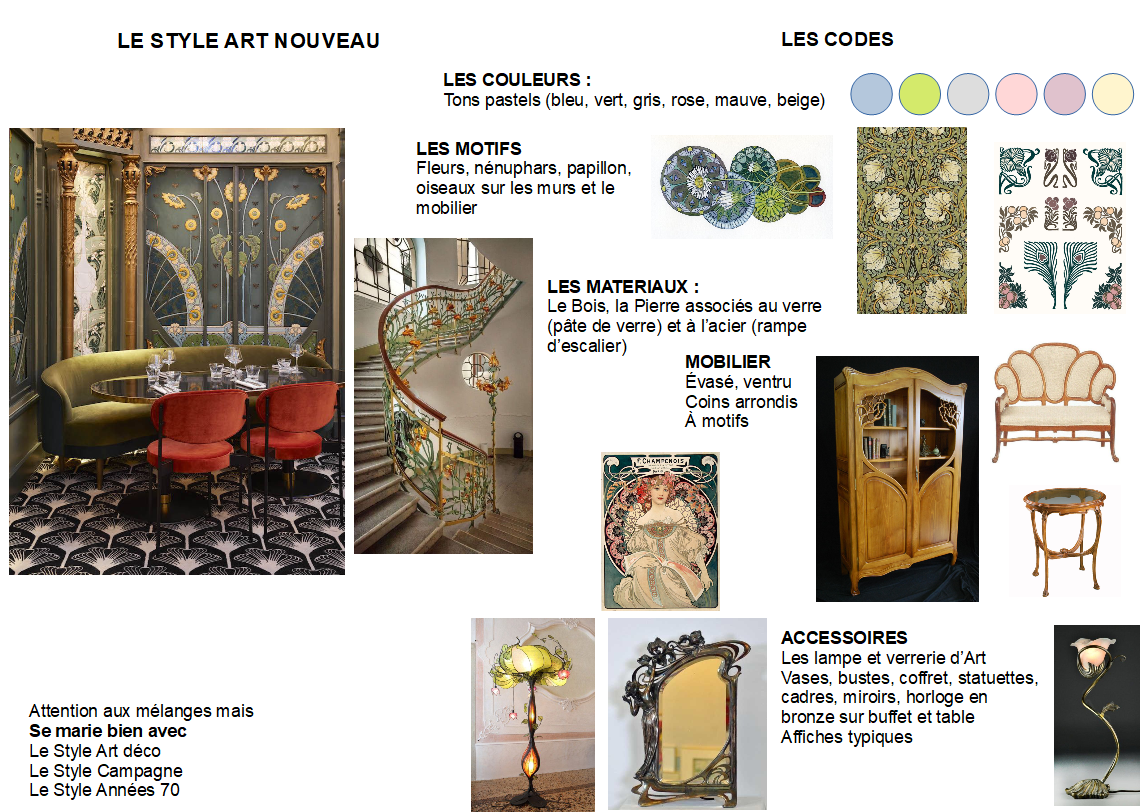 LE STYLE ART NOUVEAU
LES CODES
LES COULEURS :
Tons pastels (bleu, vert, gris, rose, mauve, beige)
LES MOTIFS
Fleurs, nénuphars, papillon,
oiseaux sur les murs et le
mobilier
LES MATERIAUX :
Le Bois, la Pierre associés au verre
(pâte de verre) et à l’acier (rampe
d’escalier)
MOBILIER
Évasé, ventru
Coins arrondis
À motifs
F. CHAMPENOIS
ACCESSOIRES
Les lampe et verrerie d’Art
Vases, bustes, coffret, statuettes,
cadres, miroirs, horloge en
bronze sur buffet et table
Affiches typiques
Attention aux mélanges mais
Se marie bien avec
Le Style Art déco
Le Style Campagne
Le Style Années 70